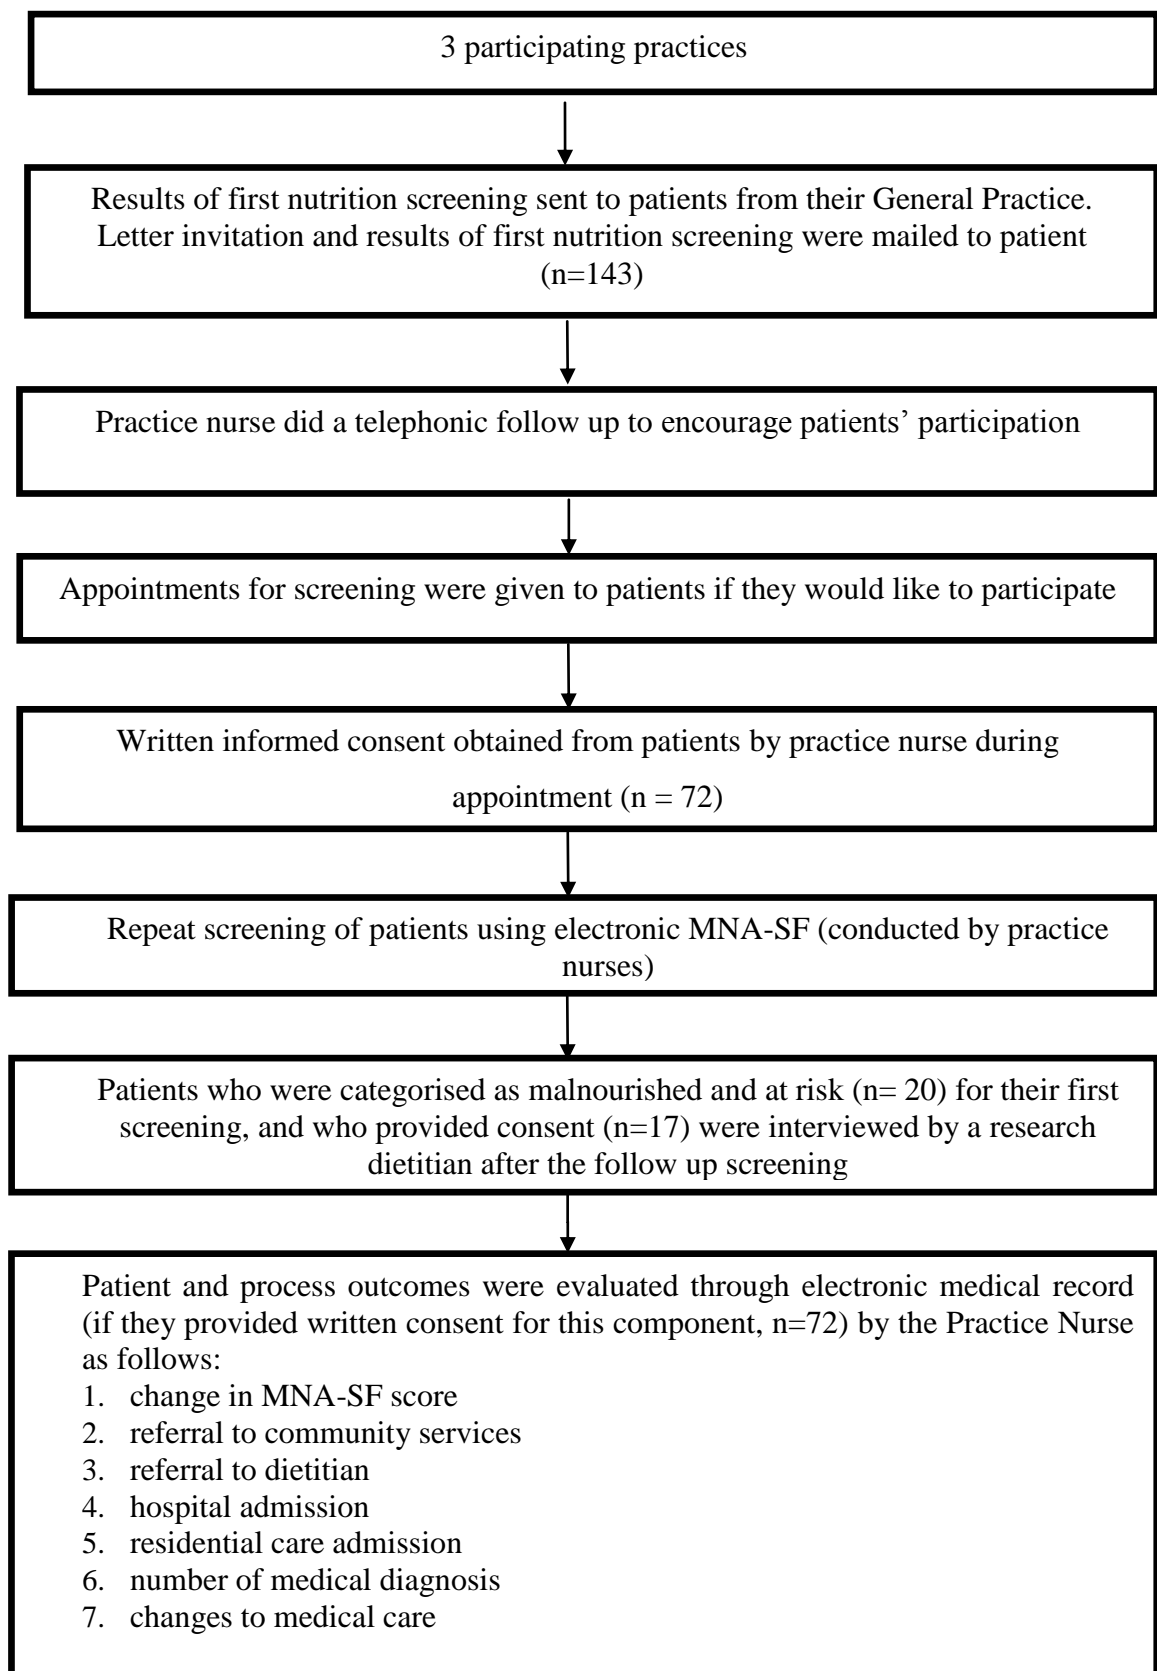 3 participating practices
Results of first nutrition screening sent to patients from their General Practice.
Letter invitation and results of first nutrition screening were mailed to patient
(n=143)
Practice nurse did a telephonic follow up to encourage patients’ participation
Appointments for screening were given to patients if they would like to participate
Written informed consent obtained from patients by practice nurse during
appointment (n = 72)
Repeat screening of patients using electronic MNA-SF (conducted by practice
nurses)
Patients who were categorised as malnourished and at risk (n= 20) for their first
screening, and who provided consent (n=17) were interviewed by a research
dietitian after the follow up screening
Patient and process outcomes were evaluated through electronic medical record
(if they provided written consent for this component, n=72) by the Practice Nurse
as follows:
1. change in MNA-SF score
2. referral to community services
3. referral to dietitian
4. hospital admission
5. residential care admission
6. number of medical diagnosis
7. changes to medical care